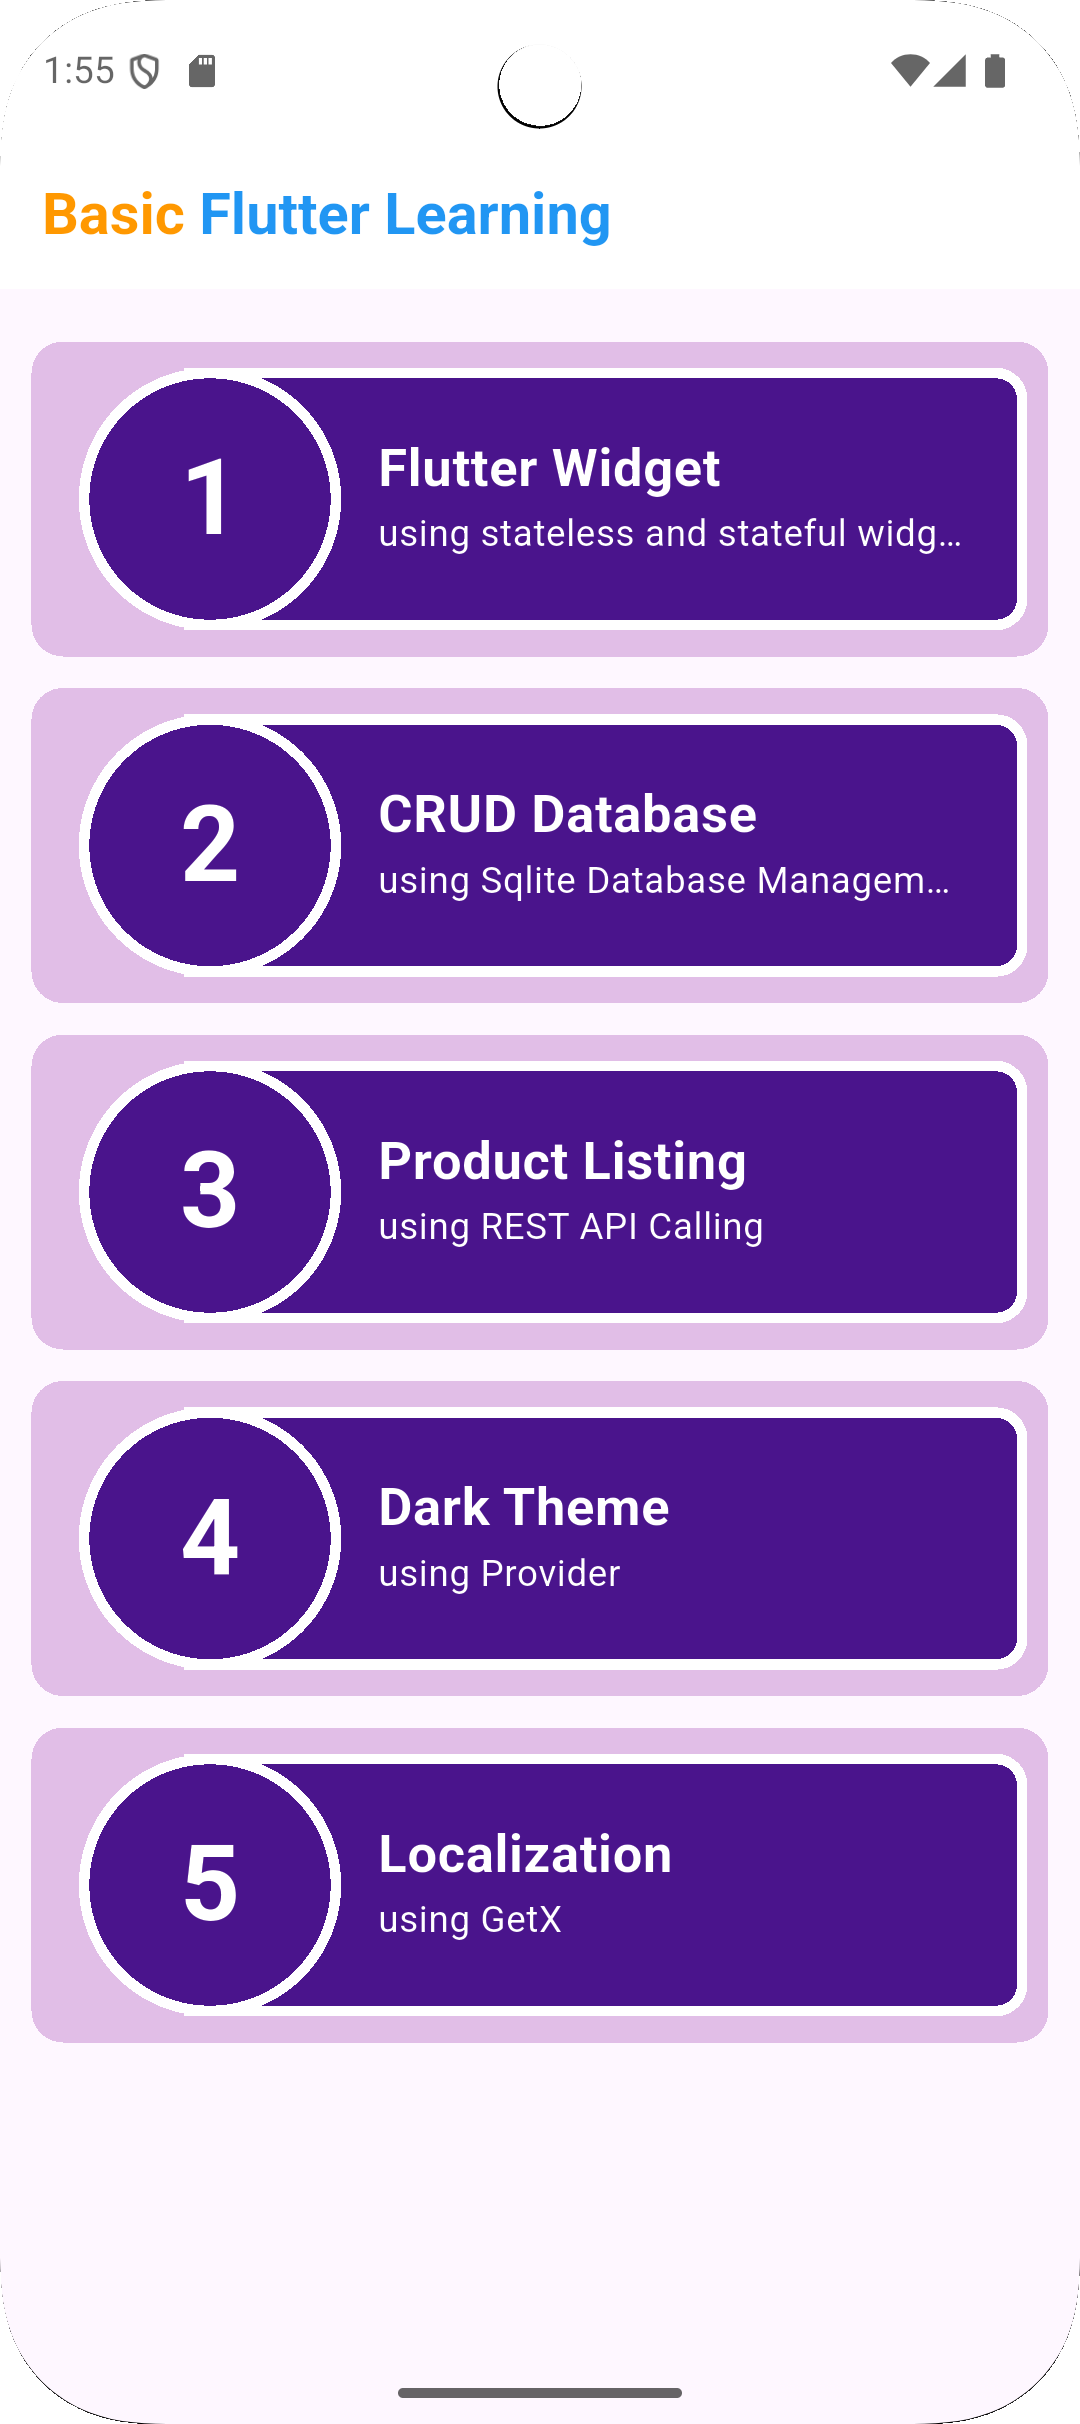 1:55
Basic Flutter Learning
1
Flutter Widget
using stateless and stateful widg...
2
CRUD Database
using Sqlite Database Managem...
3
Product Listing
using REST API Calling
4
Dark Theme
using Provider
5
Localization
using GetX